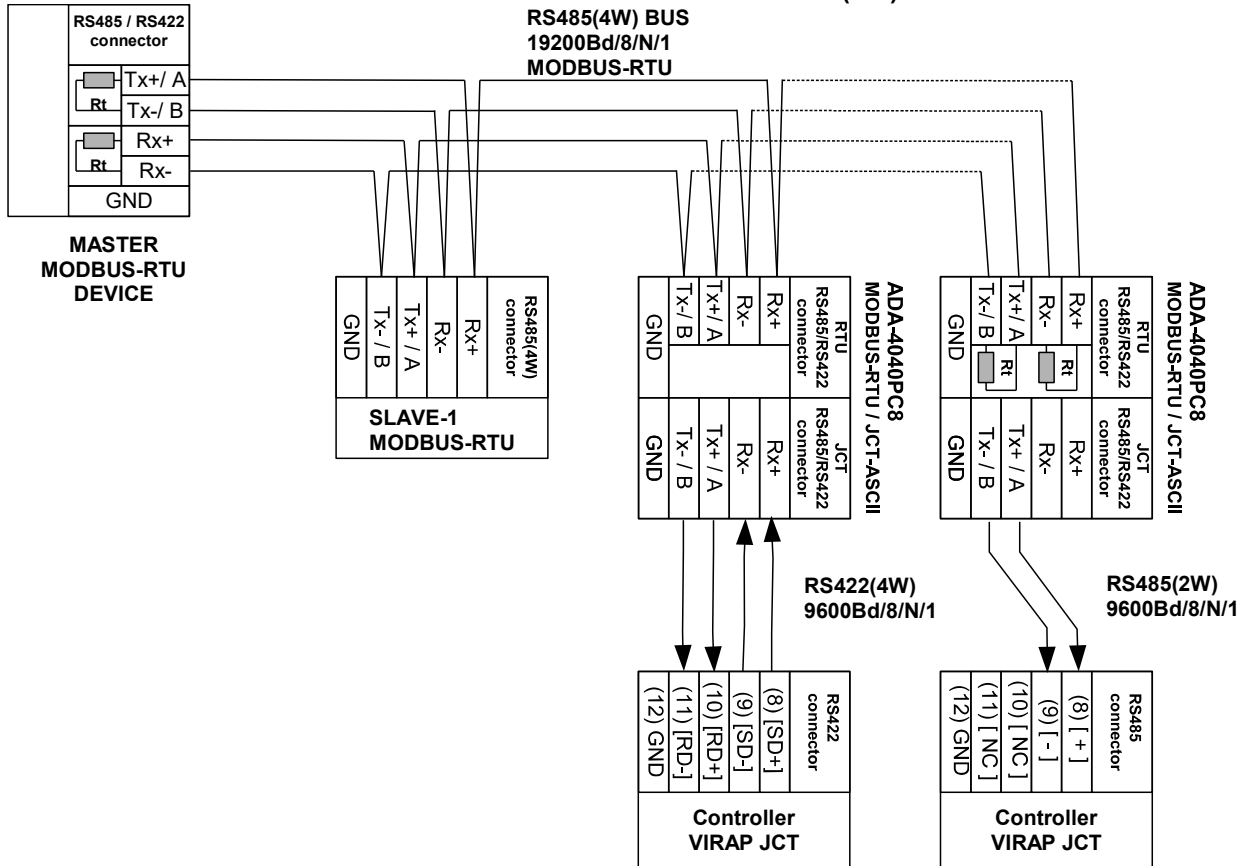 RS485(4W) BUS
19200Bd/8/N/1
MODBUS-RTU
RS485 / RS422
connector
Tx+/ A
Rt
Tx-/ B
Rx+
Rt
Rx-
GND
MASTER
MODBUS-RTU
DEVICE
GND
Tx- / B
Tx+ / A
Rx-
Rx+
RS485(4W)
connector
SLAVE-1
MODBUS-RTU
GND
Tx-/ B
Tx+/ A
Rx-
Rx+
RTU
RS485/RS422
connector
GND
Tx- / B
Tx+ / A
Rx-
Rx+
JCT
RS485/RS422
connector
ADA-4040PC8
MODBUS-RTU / JCT-ASCII
GND
Tx-/ B
Tx+/ A
Rx-
Rx+
RTU
RS485/RS422
connector
Rt
Rt
GND
Tx- / B
Tx+ / A
Rx-
Rx+
JCT
RS485/RS422
connector
ADA-4040PC8
MODBUS-RTU / JCT-ASCII
RS422(4W)
9600Bd/8/N/1
RS485(2W)
9600Bd/8/N/1
(12) GND
(11) [RD-]
(10) [RD+]
(9) [SD-]
(8) [SD+]
RS422
connector
Controller
VIRAP JCT
(12) GND
(11) [ NC ]
(10) [ NC ]
(9) [ - ]
(8) [ + ]
RS485
connector
Controller
VIRAP JCT